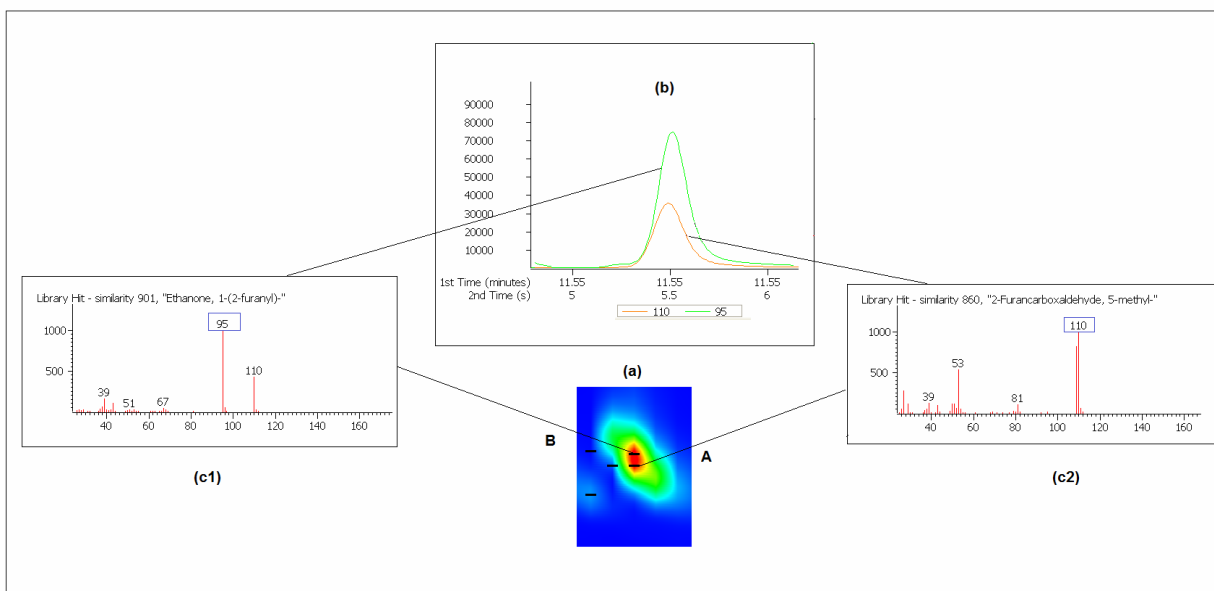 (b)
90000
80000
70000
60000
50000
40000
30000
20000
10000
1st Time (minutes) 11.55 11.55 11.55
2nd Time (s) 5 5.5 6
110 95
Library Hit - similarity 901, "Ethanone, 1-(2-furanyl)-"
95
1000
500
110
39
51
67
40 60 80 100 120 140 160
(c1)
Library Hit - similarity 860, "2-Furancarboxaldehyde, 5-methyl-"
110
1000
500
53
39
81
40 60 80 100 120 140 160
(c2)
(a)
B
A